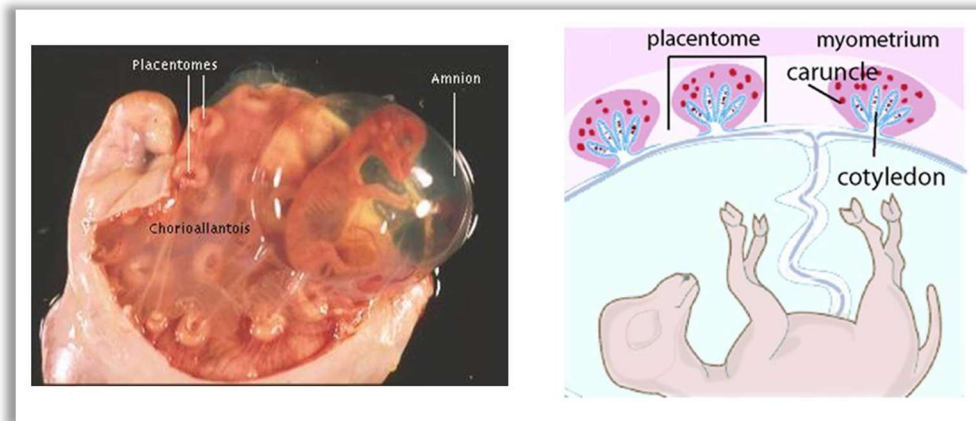 Placentomes
Amnion
Chorioallantois
placentome
myometrium
caruncle
cotyledon